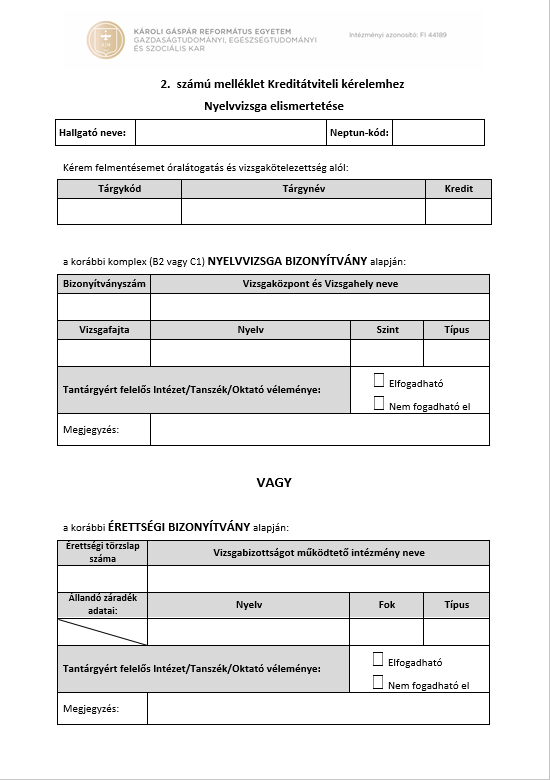 KÁROLI GÁSPÁR REFORMÁTUS EGYETEM
GAZDASÁGTUDOMÁNYI, EGÉSZSÉGTUDOMÁNYI
ÉS SZOCIÁLIS KAR
Intézményi azonosító: FI 44189
2. számú melléklet Kreditátviteli kérelemhez
Nyelvvizsga elismertetése
Hallgató neve: Neptun-kód:
Kérem felmentésemet óralátogatás és vizsgakötelezettség alól:
Tárgykód Tárgynév Kredit
a korábbi komplex (B2 vagy C1) NYELVVIZSGA BIZONYÍTVÁNY alapján:
Bizonyítványszám Vizsgaközpont és Vizsgahely neve
Vizsgafajta Nyelv Szint Típus
Tantárgyért felelős Intézet/Tanszék/Oktató véleménye:
Elfogadható
Nem fogadható el
Megjegyzés:
VAGY
a korábbi ÉRETTSÉGI BIZONYÍTVÁNY alapján:
Érettségi törzslap
száma
Vizsgabizottságot működtető intézmény neve
Állandó záradék
adatai:
Nyelv Fok Típus
Tantárgyért felelős Intézet/Tanszék/Oktató véleménye:
Elfogadható
Nem fogadható el
Megjegyzés: